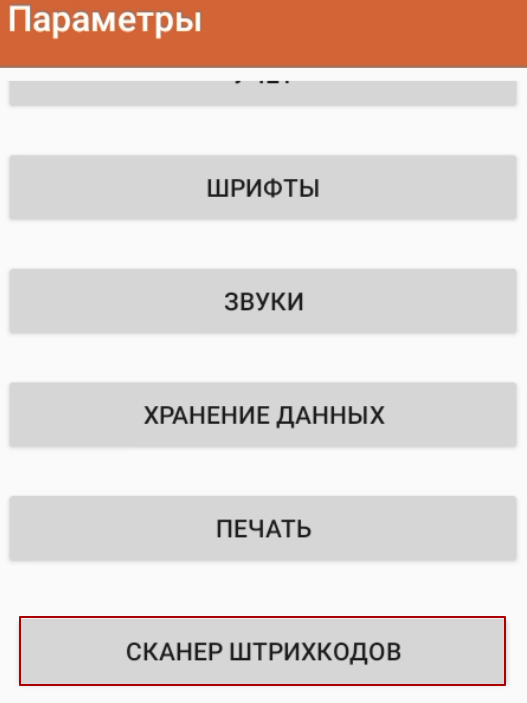 Параметры
ШРИФТЫ
ЗВУКИ
ХРАНЕНИЕ ДАННЫХ
ПЕЧАТЬ
СКАНЕР ШТРИХКОДОВ